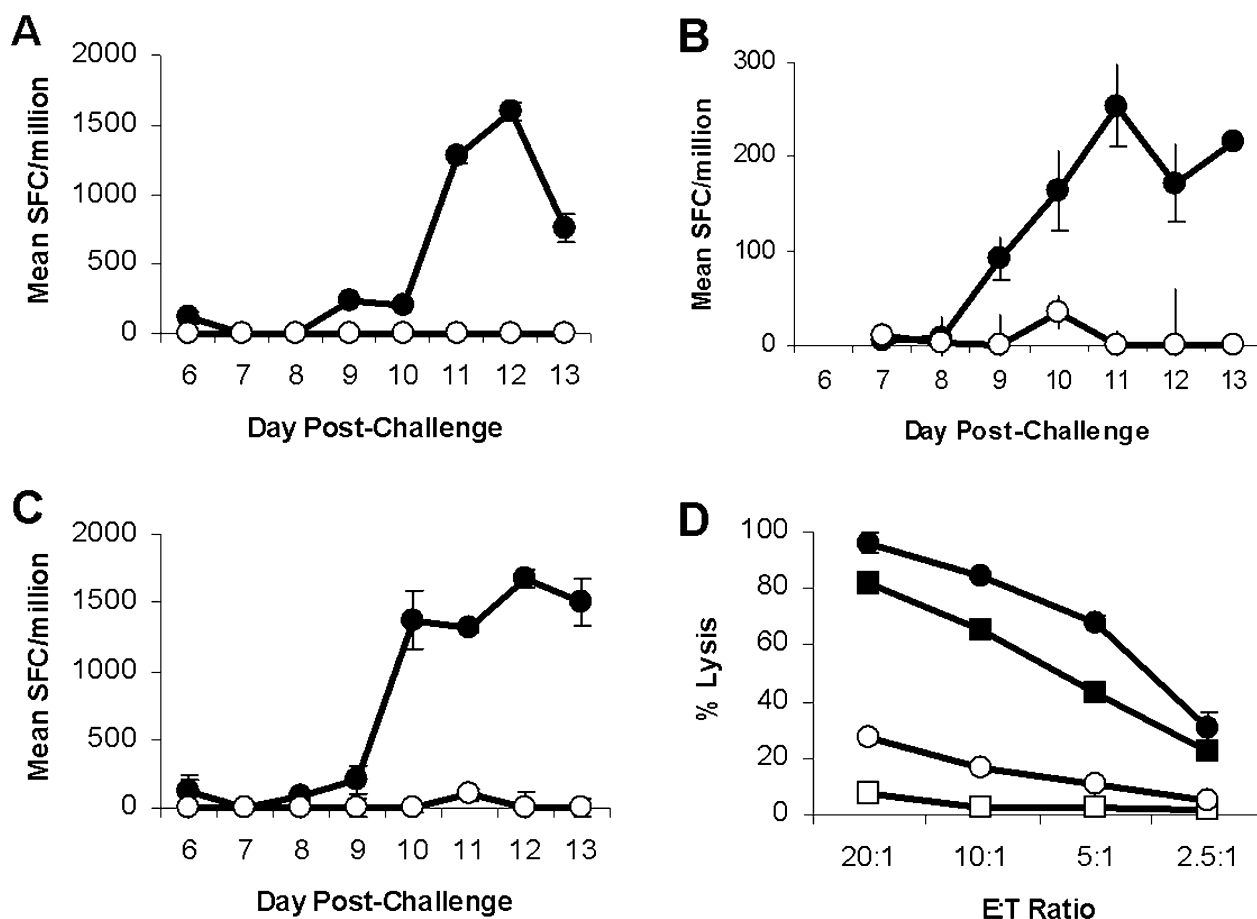 A
Mean SFC/million
2000
1500
1000
500
0
6 7 8 9 10 11 12 13
Day Post-Challenge
B
Mean SFC/million
300
200
100
0
6 7 8 9 10 11 12 13
Day Post-Challenge
C
Mean SFC/million
2000
1500
1000
500
0
6 7 8 9 10 11 12 13
Day Post-Challenge
D
% Lysis
100
80
60
40
20
0
20:1 10:1 5:1 2.5:1
E:T Ratio